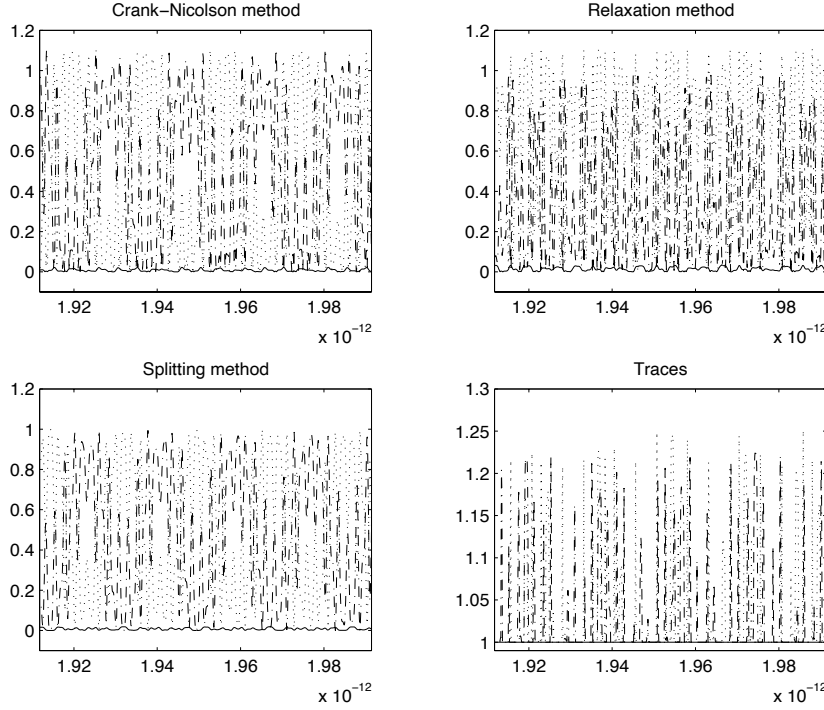 Crank−Nicolson method
1.2
1
0.8
0.6
0.4
0.2
0
1.92 1.94 1.96 1.98
x 10^-12
Relaxation method
1.2
1
0.8
0.6
0.4
0.2
0
1.92 1.94 1.96 1.98
x 10^-12
Splitting method
1.2
1
0.8
0.6
0.4
0.2
0
1.92 1.94 1.96 1.98
x 10^-12
Traces
1.3
1.25
1.2
1.15
1.1
1.05
1
1.92 1.94 1.96 1.98
x 10^-12